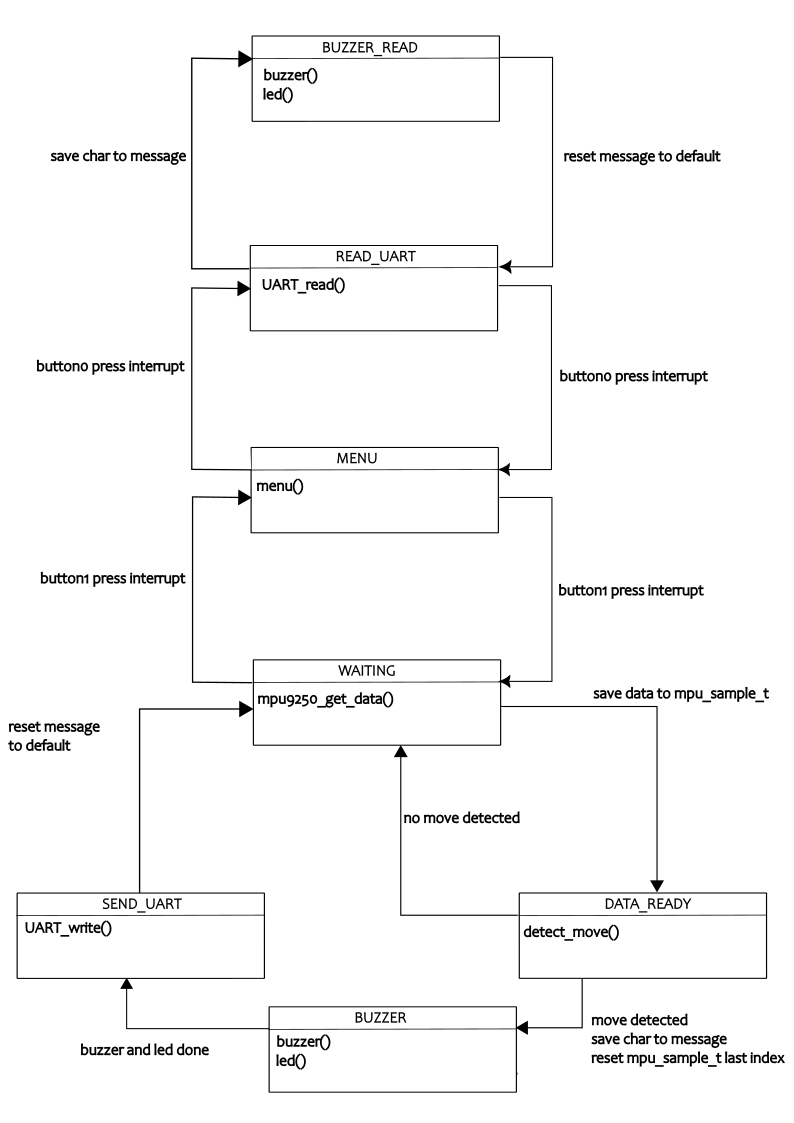 BUZZER_READ
buzzer()
led()
save char to message
reset message to default
READ_UART
UART_read()
button0 press interrupt
button0 press interrupt
MENU
menu()
button1 press interrupt
button1 press interrupt
WAITING
mpu9250_get_data()
save data to mpu_sample_t
reset message
to default
no move detected
SEND_UART
UART_write()
DATA_READY
detect_move()
BUZZER
buzzer()
led()
buzzer and led done
move detected
save char to message
reset mpu_sample_t last index